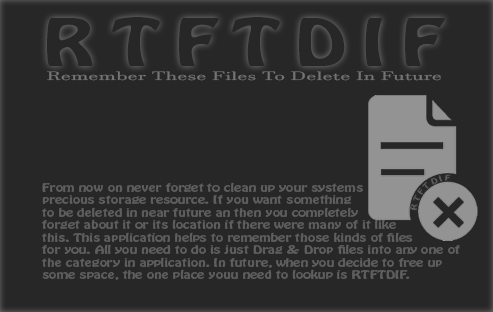 RTFTDIF
Remember These Files To Delete In Future
RTFTDIF
From now on never forget to clean up your systems
precious storage resource. If you want something
to be deleted in near future an then you completely
forget about it or its location if there were many of it like
this. This application helps to remember those kinds of files
for you. All you need to do is just Drag & Drop files into any one of
the category in application. In future, when you decide to free up
some space, the one place youu need to lookup is RTFTDIF.